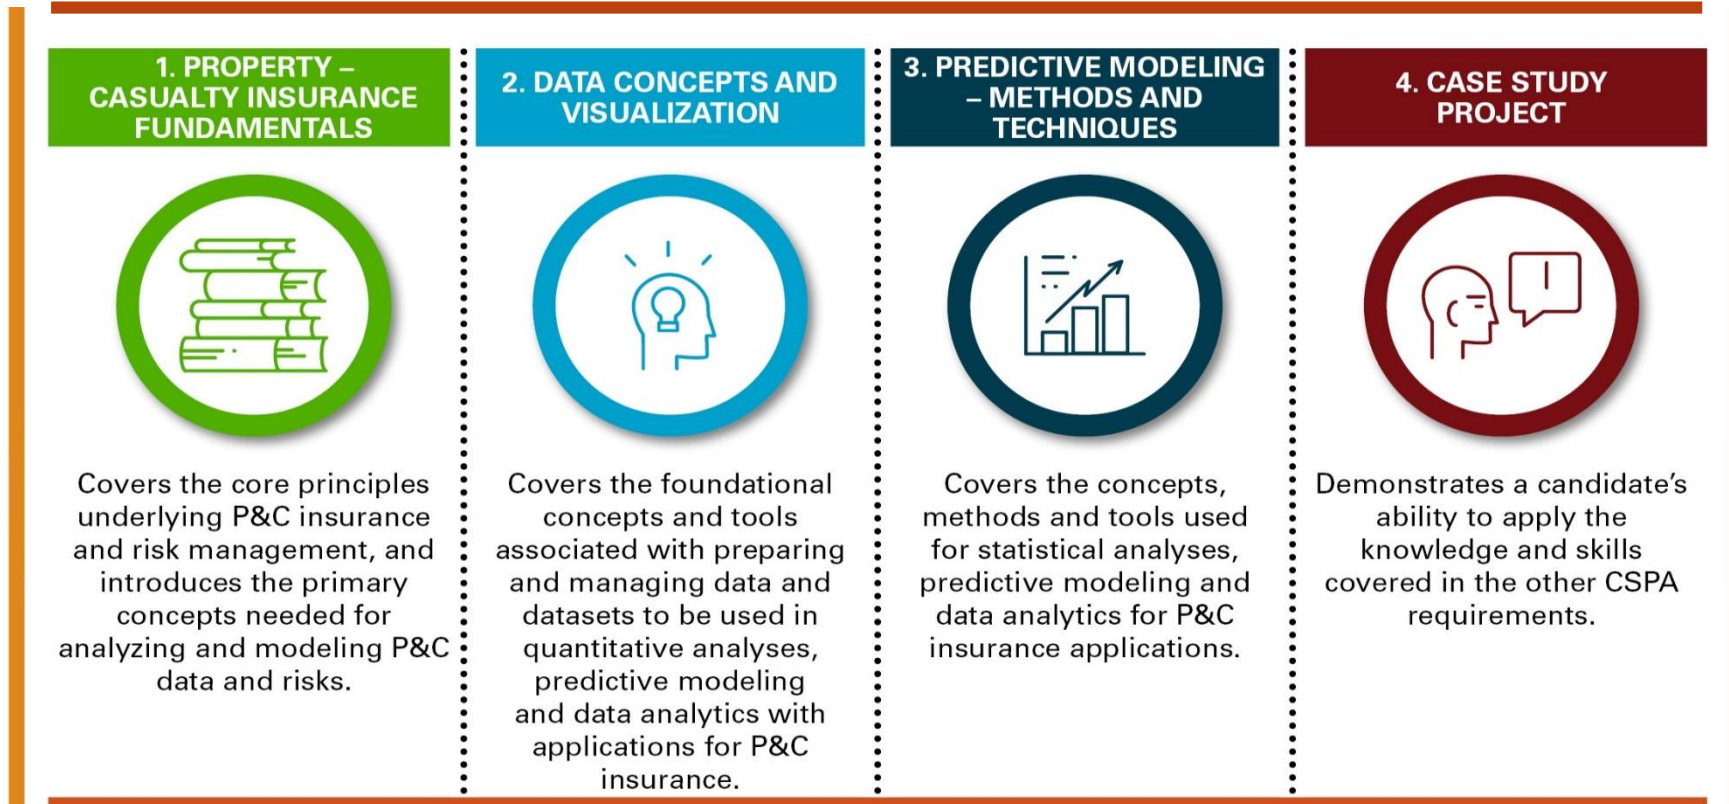 1. PROPERTY –
CASUALTY INSURANCE
FUNDAMENTALS
Covers the core principles
underlying P&C insurance
and risk management, and
introduces the primary
concepts needed for
analyzing and modeling P&C
data and risks.
2. DATA CONCEPTS AND
VISUALIZATION
Covers the foundational
concepts and tools
associated with preparing
and managing data and
datasets to be used in
quantitative analyses,
predictive modeling
and data analytics with
applications for P&C
insurance.
3. PREDICTIVE MODELING
– METHODS AND
TECHNIQUES
Covers the concepts,
methods and tools used
for statistical analyses,
predictive modeling and
data analytics for P&C
insurance applications.
4. CASE STUDY
PROJECT
Demonstrates a candidate’s
ability to apply the
knowledge and skills
covered in the other CSPA
requirements.